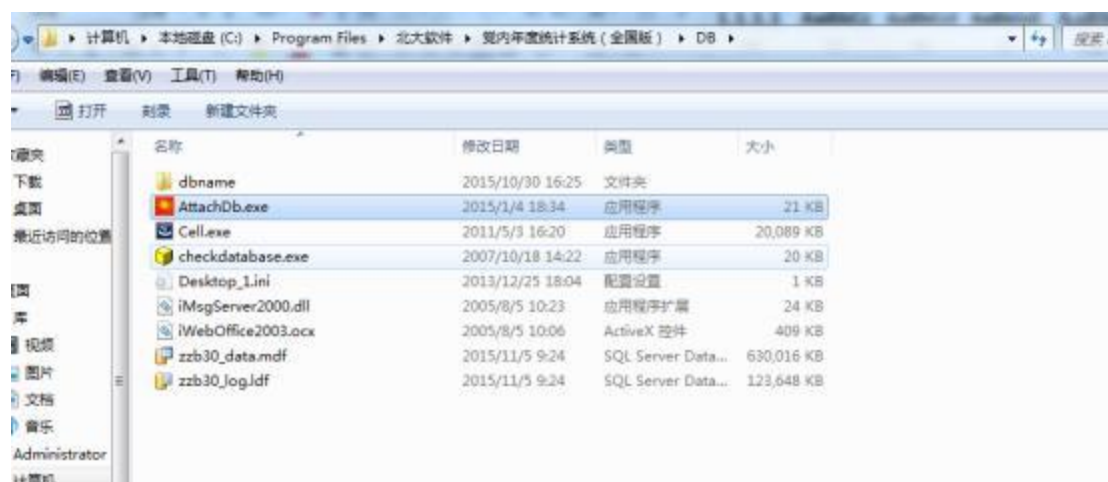 计算机 ▸ 本地磁盘 (C:) ▸ Program Files ▸ 北大软件 ▸ 党内年度统计系统(全国版) ▸ DB ▸
编辑(E) 查看(V) 工具(T) 帮助(H)
打开 刻录 新建文件夹
名称 修改日期 类型 大小
dbname 2015/10/30 16:25 文件夹
AttachDb.exe 2015/1/4 18:34 应用程序 21 KB
Cell.exe 2011/5/3 16:20 应用程序 20,089 KB
checkdatabase.exe 2007/10/18 14:22 应用程序 20 KB
Desktop_1.ini 2013/12/25 18:04 配置设置 1 KB
iMsgServer2000.dll 2005/8/5 10:23 应用程序扩展 24 KB
iWebOffice2003.ocx 2005/8/5 10:06 ActiveX 控件 409 KB
zzb30_data.mdf 2015/11/5 9:24 SQL Server Data... 630,016 KB
zzb30_log.ldf 2015/11/5 9:24 SQL Server Data... 123,648 KB
藏夹
下载
桌面
最近访问的位置
库
视频
图片
文档
音乐
Administrator
计算机